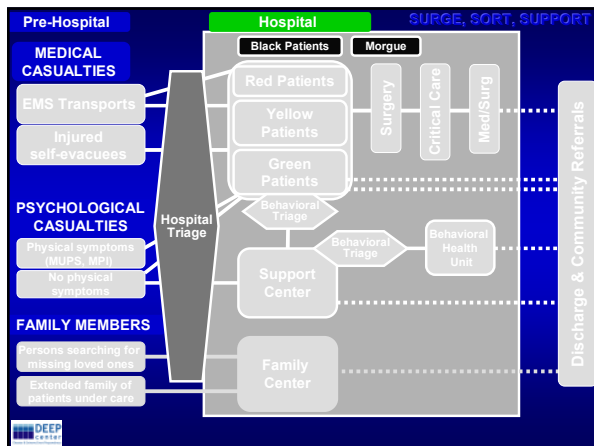 Pre-Hospital
Hospital
SURGE, SORT, SUPPORT
Black Patients
Morgue
MEDICAL
CASUALTIES
EMS Transports
Injured
self-evacuees
Hospital
Triage
Red Patients
Yellow
Patients
Green
Patients
Surgery
Critical Care
Med/Surg
Discharge & Community Referrals
PSYCHOLOGICAL
CASUALTIES
Physical symptoms
(MUPS, MPI)
No physical
symptoms
Behavioral
Triage
Behavioral
Triage
Behavioral
Health
Unit
Support
Center
FAMILY MEMBERS
Persons searching for
missing loved ones
Extended family of
patients under care
Family
Center
DEEP
center